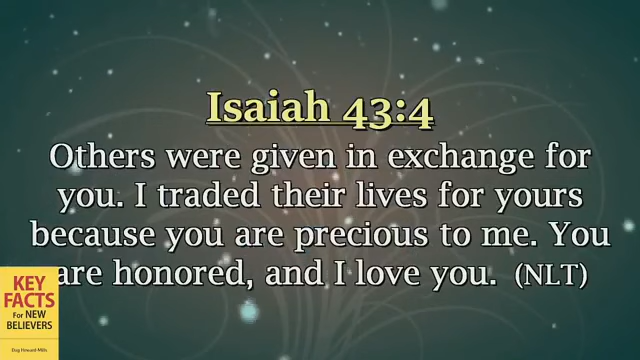 Isaiah 43:4
Others were given in exchange for
you. I traded their lives for yours
because you are precious to me. You
are honored, and I love you. (NLT)
KEY
FACTS
For NEW
BELIEVERS
Dag Heward-Mills